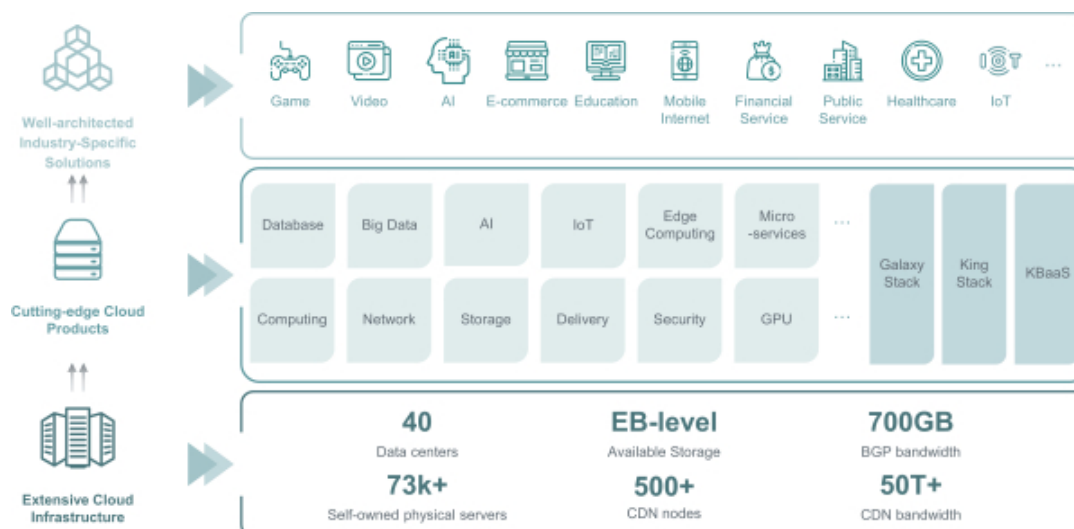 Game
Video
AI
E-commerce
Education
Mobile
Internet
Financial
Service
Public
Service
Healthcare
IoT
...
Well-architected
Industry-Specific
Solutions
Database
Big Data
AI
IoT
Edge
Computing
Micro
-services
...
Computing
Network
Storage
Delivery
Security
GPU
...
Galaxy
Stack
King
Stack
KBaaS
Cutting-edge Cloud
Products
40
Data centers
EB-level
Available Storage
700GB
BGP bandwidth
73k+
Self-owned physical servers
500+
CDN nodes
50T+
CDN bandwidth
Extensive Cloud
Infrastructure